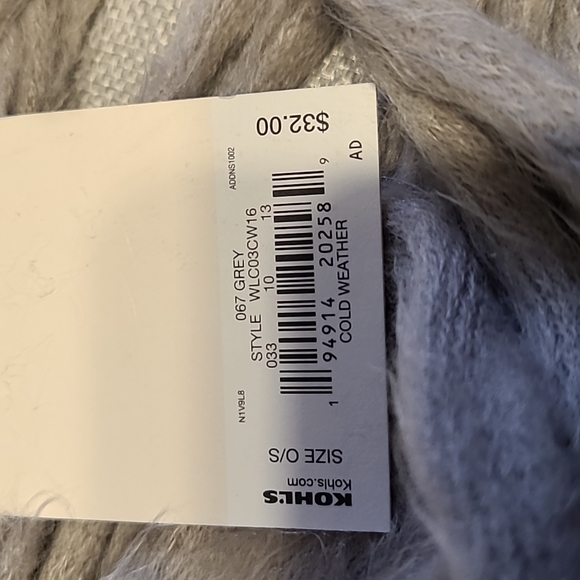 KOHL'S
Kohls.com
SIZE O/S
N1V9L8
ADDNS1002
067 GREY
STYLE WLC03CW16
033 10 13
1 94914 20258 9
COLD WEATHER
AD
$32.00